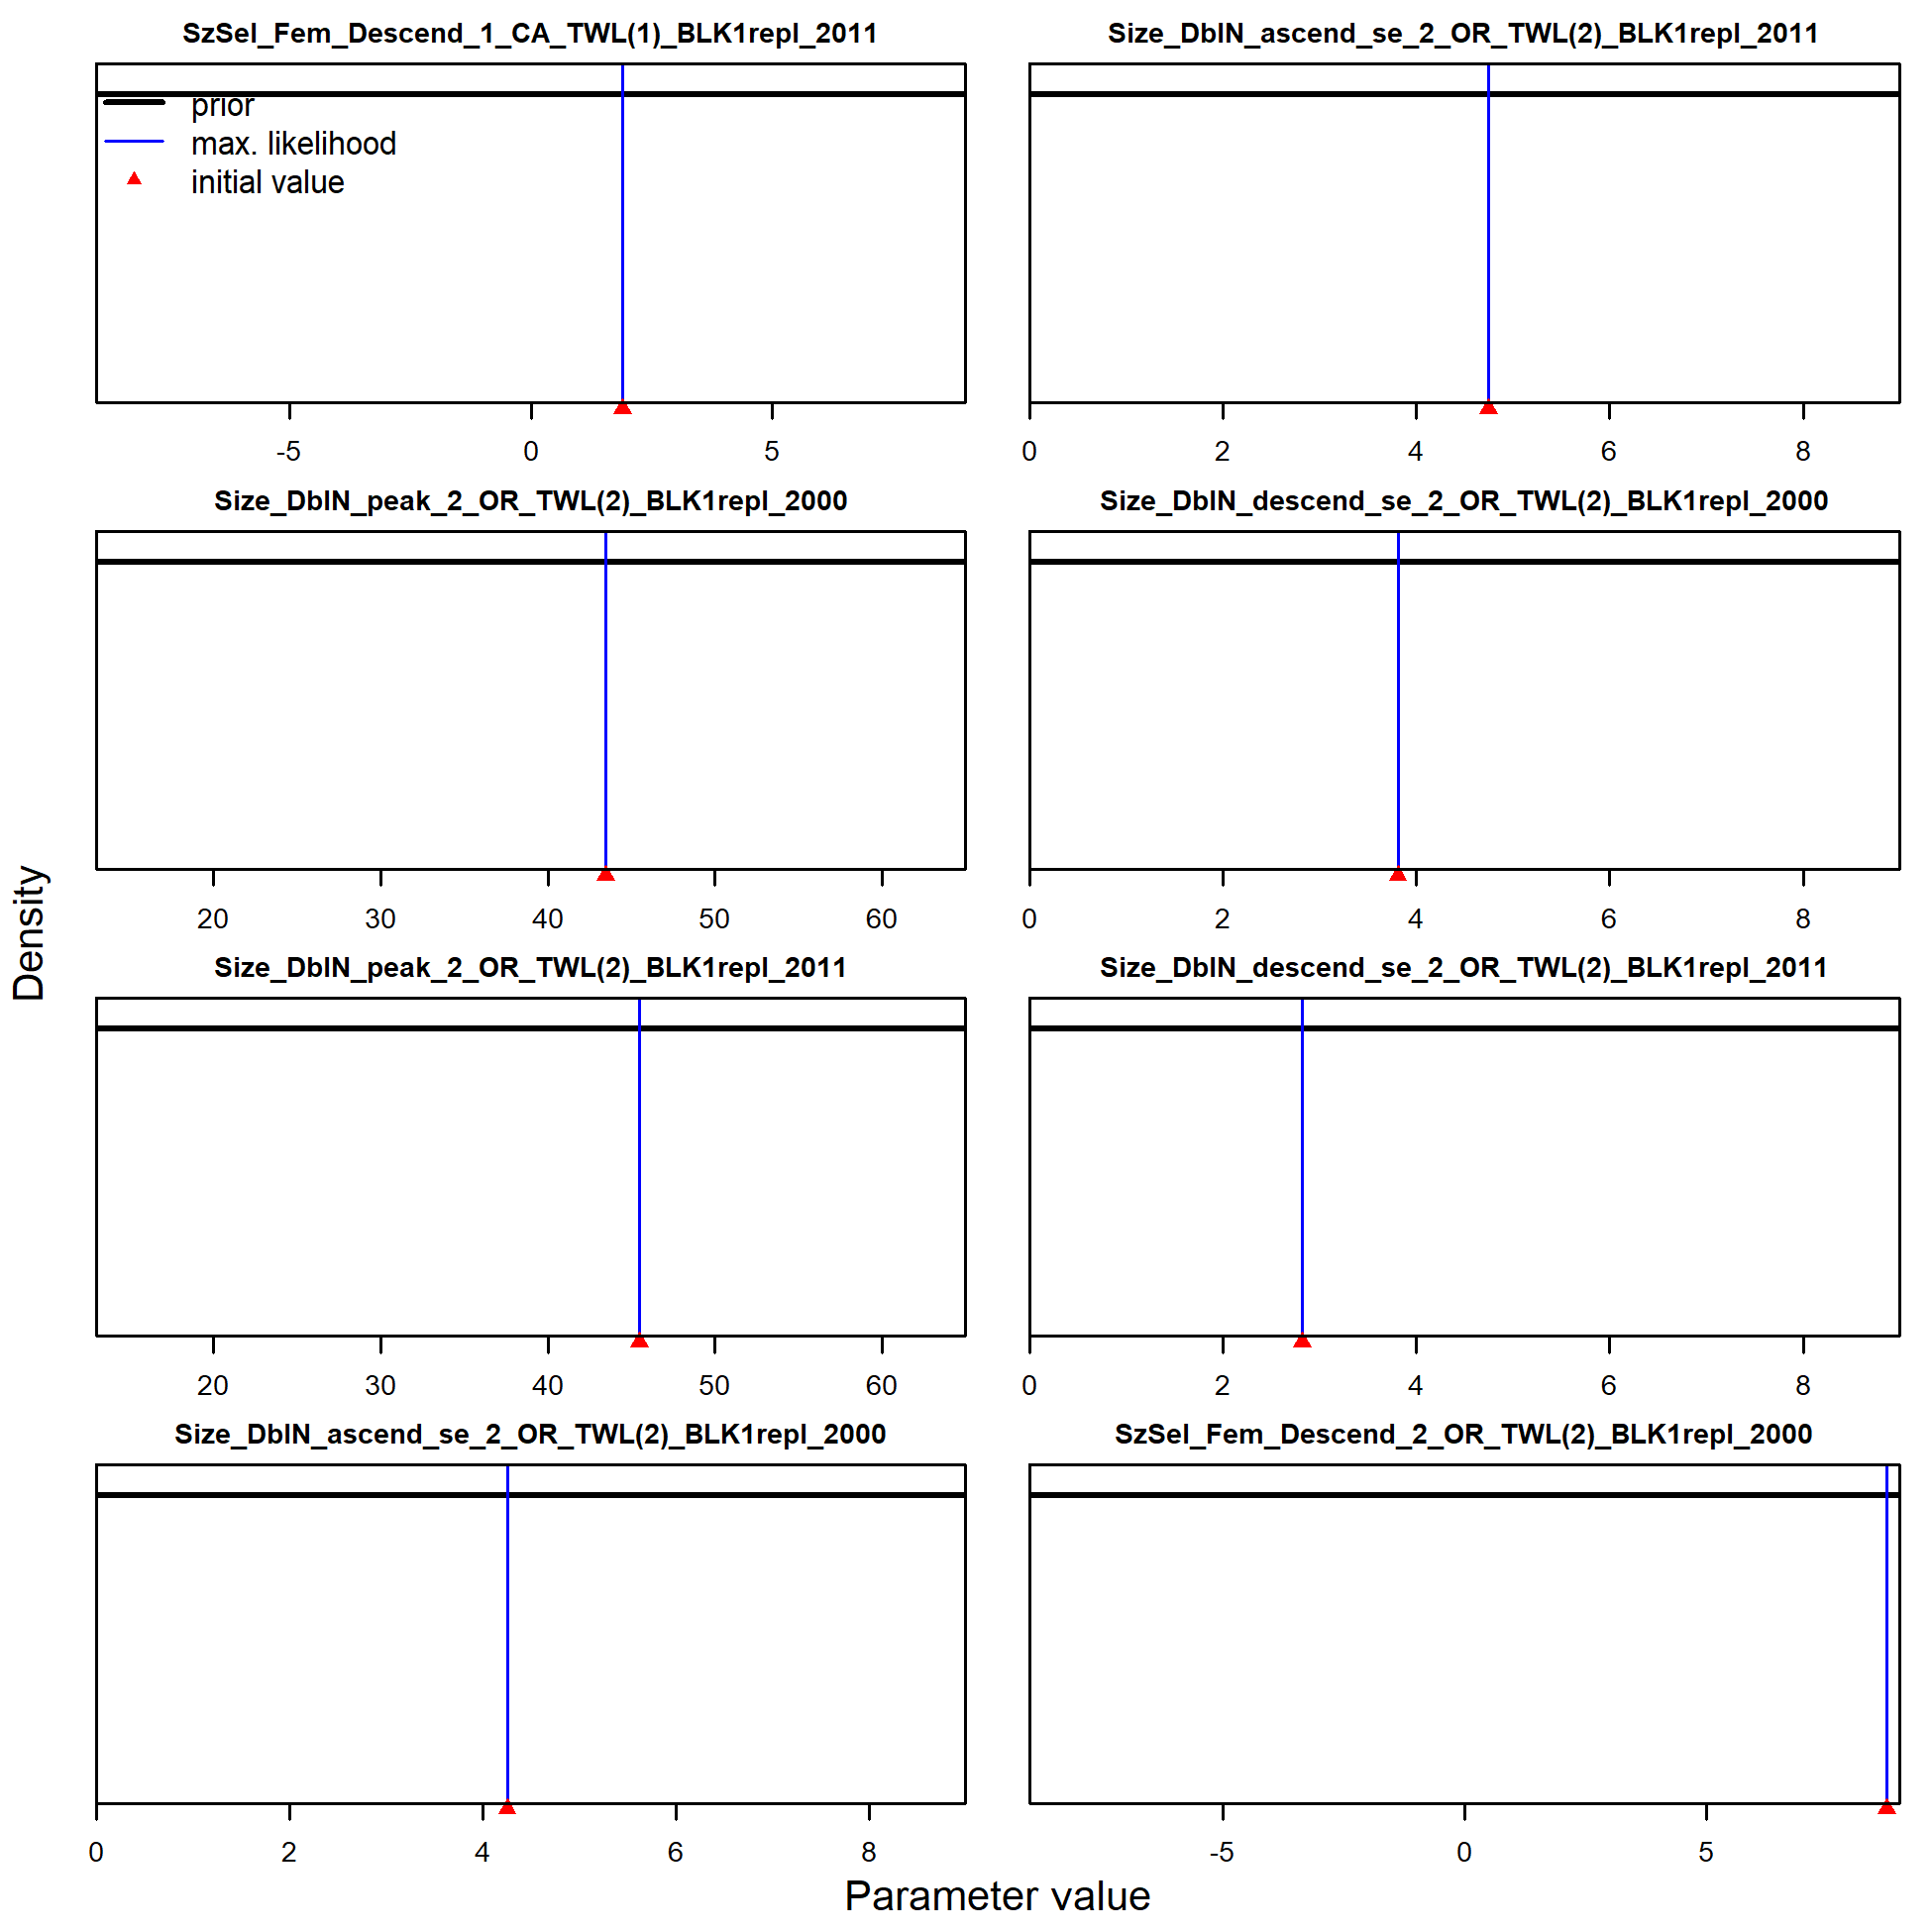 SzSel_Fem_Descend_1_CA_TWL(1)_BLK1repl_2011
prior
max. likelihood
initial value
-5 0 5
Size_DblN_ascend_se_2_OR_TWL(2)_BLK1repl_2011
0 2 4 6 8
Size_DblN_peak_2_OR_TWL(2)_BLK1repl_2000
20 30 40 50 60
Size_DblN_descend_se_2_OR_TWL(2)_BLK1repl_2000
0 2 4 6 8
Size_DblN_peak_2_OR_TWL(2)_BLK1repl_2011
20 30 40 50 60
Size_DblN_descend_se_2_OR_TWL(2)_BLK1repl_2011
0 2 4 6 8
Size_DblN_ascend_se_2_OR_TWL(2)_BLK1repl_2000
0 2 4 6 8
SzSel_Fem_Descend_2_OR_TWL(2)_BLK1repl_2000
-5 0 5
Density
Parameter value